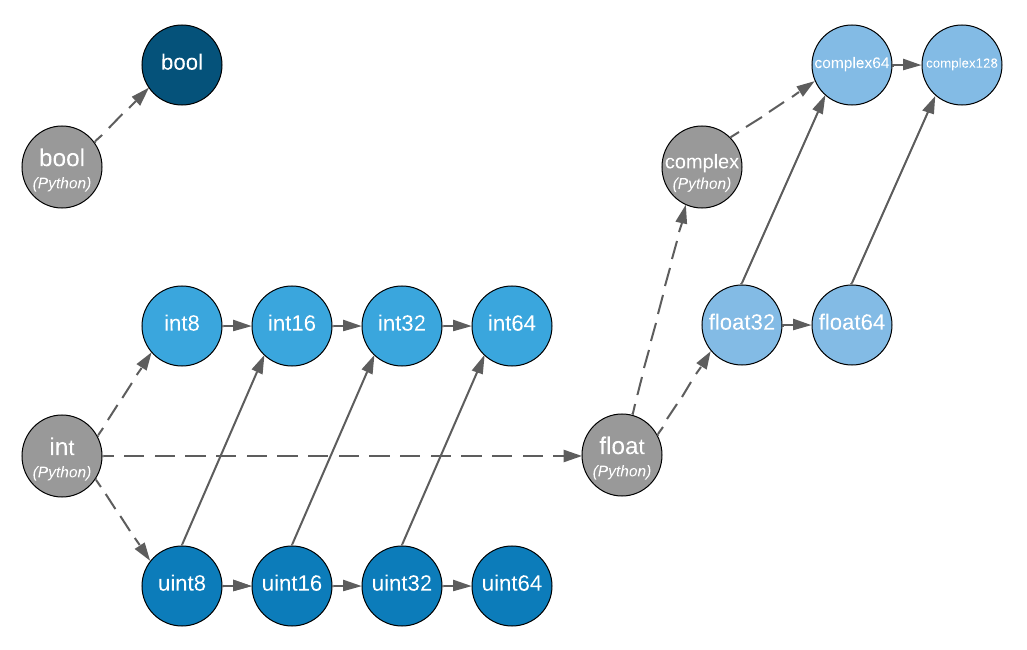 bool
complex64
complex128
bool
(Python)
complex
(Python)
int8
int16
int32
int64
float32
float64
int
(Python)
float
(Python)
uint8
uint16
uint32
uint64